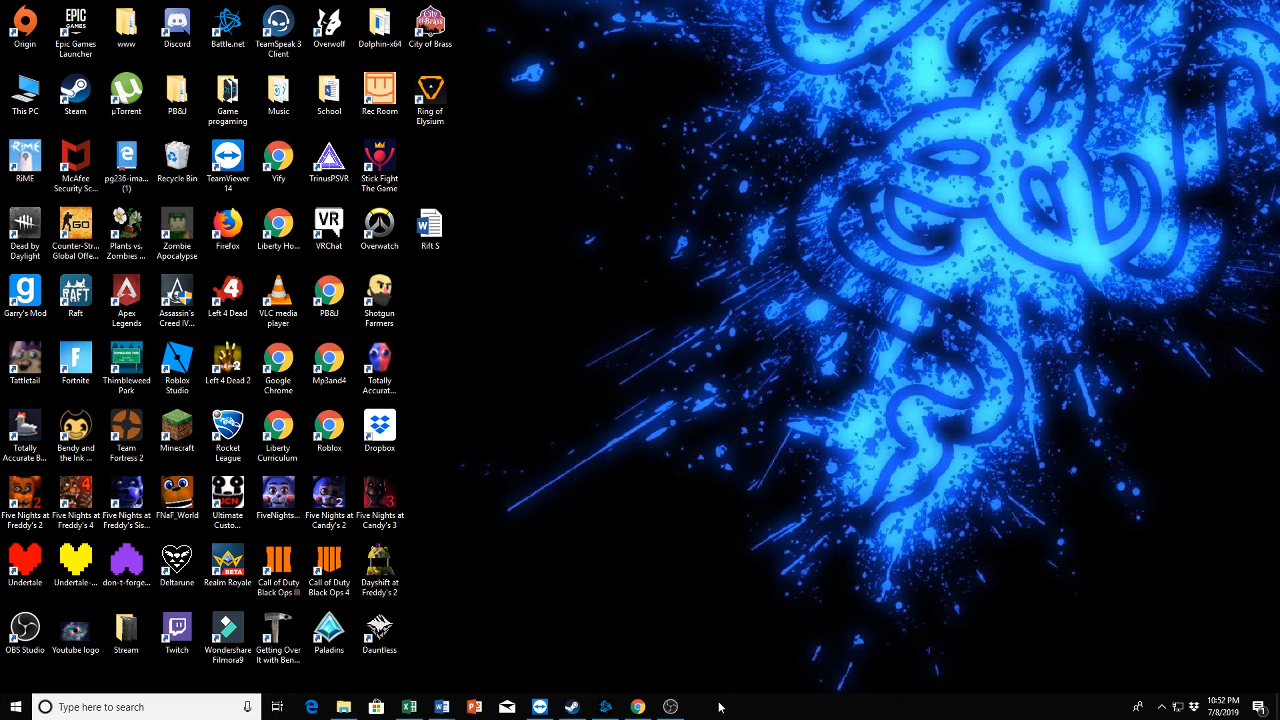 Origin
Epic Games
Launcher
www
Discord
Battle.net
TeamSpeak 3
Client
Overwolf
Dolphin-x64
City of Brass
This PC
Steam
µTorrent
PB&J
Game
progaming
Music
School
Rec Room
Ring of
Elysium
RiME
McAfee
Security Sc...
pg236-ima...
(1)
Recycle Bin
TeamViewer
14
Yify
TrinusPSVR
Stick Fight
The Game
Dead by
Daylight
Counter-Str...
Global Offe...
Plants vs.
Zombies ...
Zombie
Apocalypse
Firefox
Liberty Ho...
VRChat
Overwatch
Rift S
Garry's Mod
Raft
Apex
Legends
Assassin's
Creed IV...
Left 4 Dead
VLC media
player
PB&J
Shotgun
Farmers
Tattletail
Fortnite
Thimbleweed
Park
Roblox
Studio
Left 4 Dead 2
Google
Chrome
Mp3and4
Totally
Accurat...
Totally
Accurate B...
Bendy and
the Ink ...
Team
Fortress 2
Minecraft
Rocket
League
Liberty
Curriculum
Roblox
Dropbox
Five Nights at
Freddy's 2
Five Nights at
Freddy's 4
Five Nights at
Freddy's Sis...
FNaF_World
Ultimate
Custo...
FiveNights...
Five Nights at
Candy's 2
Five Nights at
Candy's 3
Undertale
Undertale-...
don-t-forge...
Deltarune
Realm Royale
Call of Duty
Black Ops III
Call of Duty
Black Ops 4
Dayshift at
Freddy's 2
OBS Studio
Youtube logo
Stream
Twitch
Wondershare
Filmora9
Getting Over
It with Ben...
Paladins
Dauntless
Type here to search
10:52 PM
7/8/2019